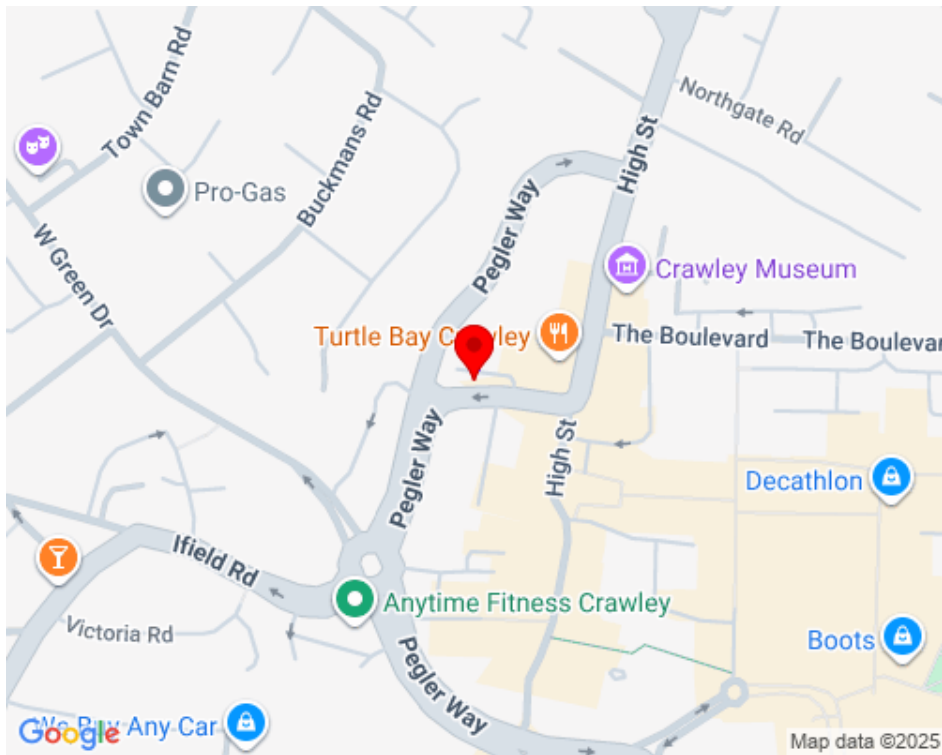 Town Barn Rd
Northgate Rd
Buckmans Rd
High St
Pro-Gas
Pegler Way
W Green Dr
Crawley Museum
Turtle Bay Crawley
The Boulevard
The Boulevar
High St
Pegler Way
Decathlon
Ifield Rd
Anytime Fitness Crawley
Victoria Rd
Boots
Pegler Way
We Buy Any Car
Google
Map data ©2025